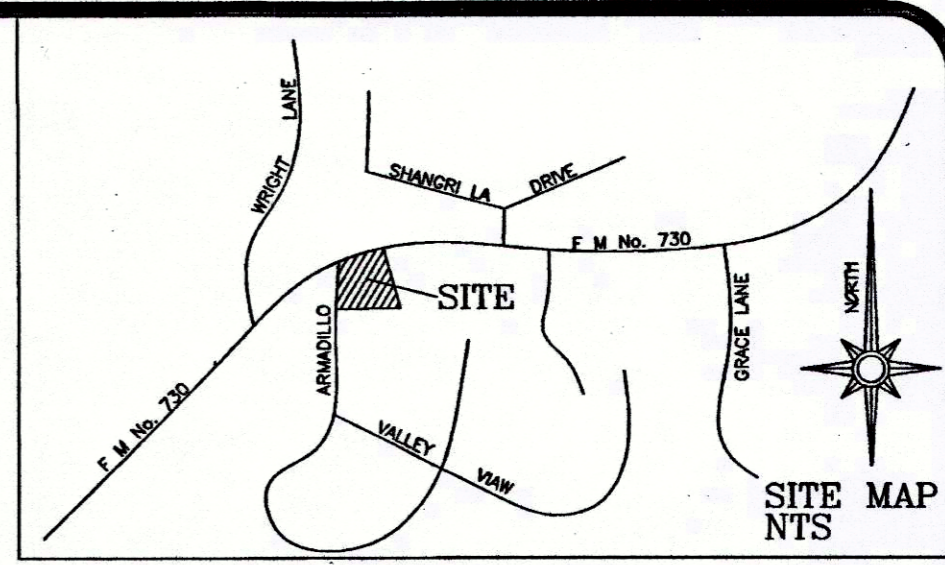 WRIGHT LANE
SHANGRI LA DRIVE
F M No. 730
SITE
NORTH
ARMADILLO
GRACE LANE
F M No. 730
VALLEY VIAW
SITE MAP
NTS